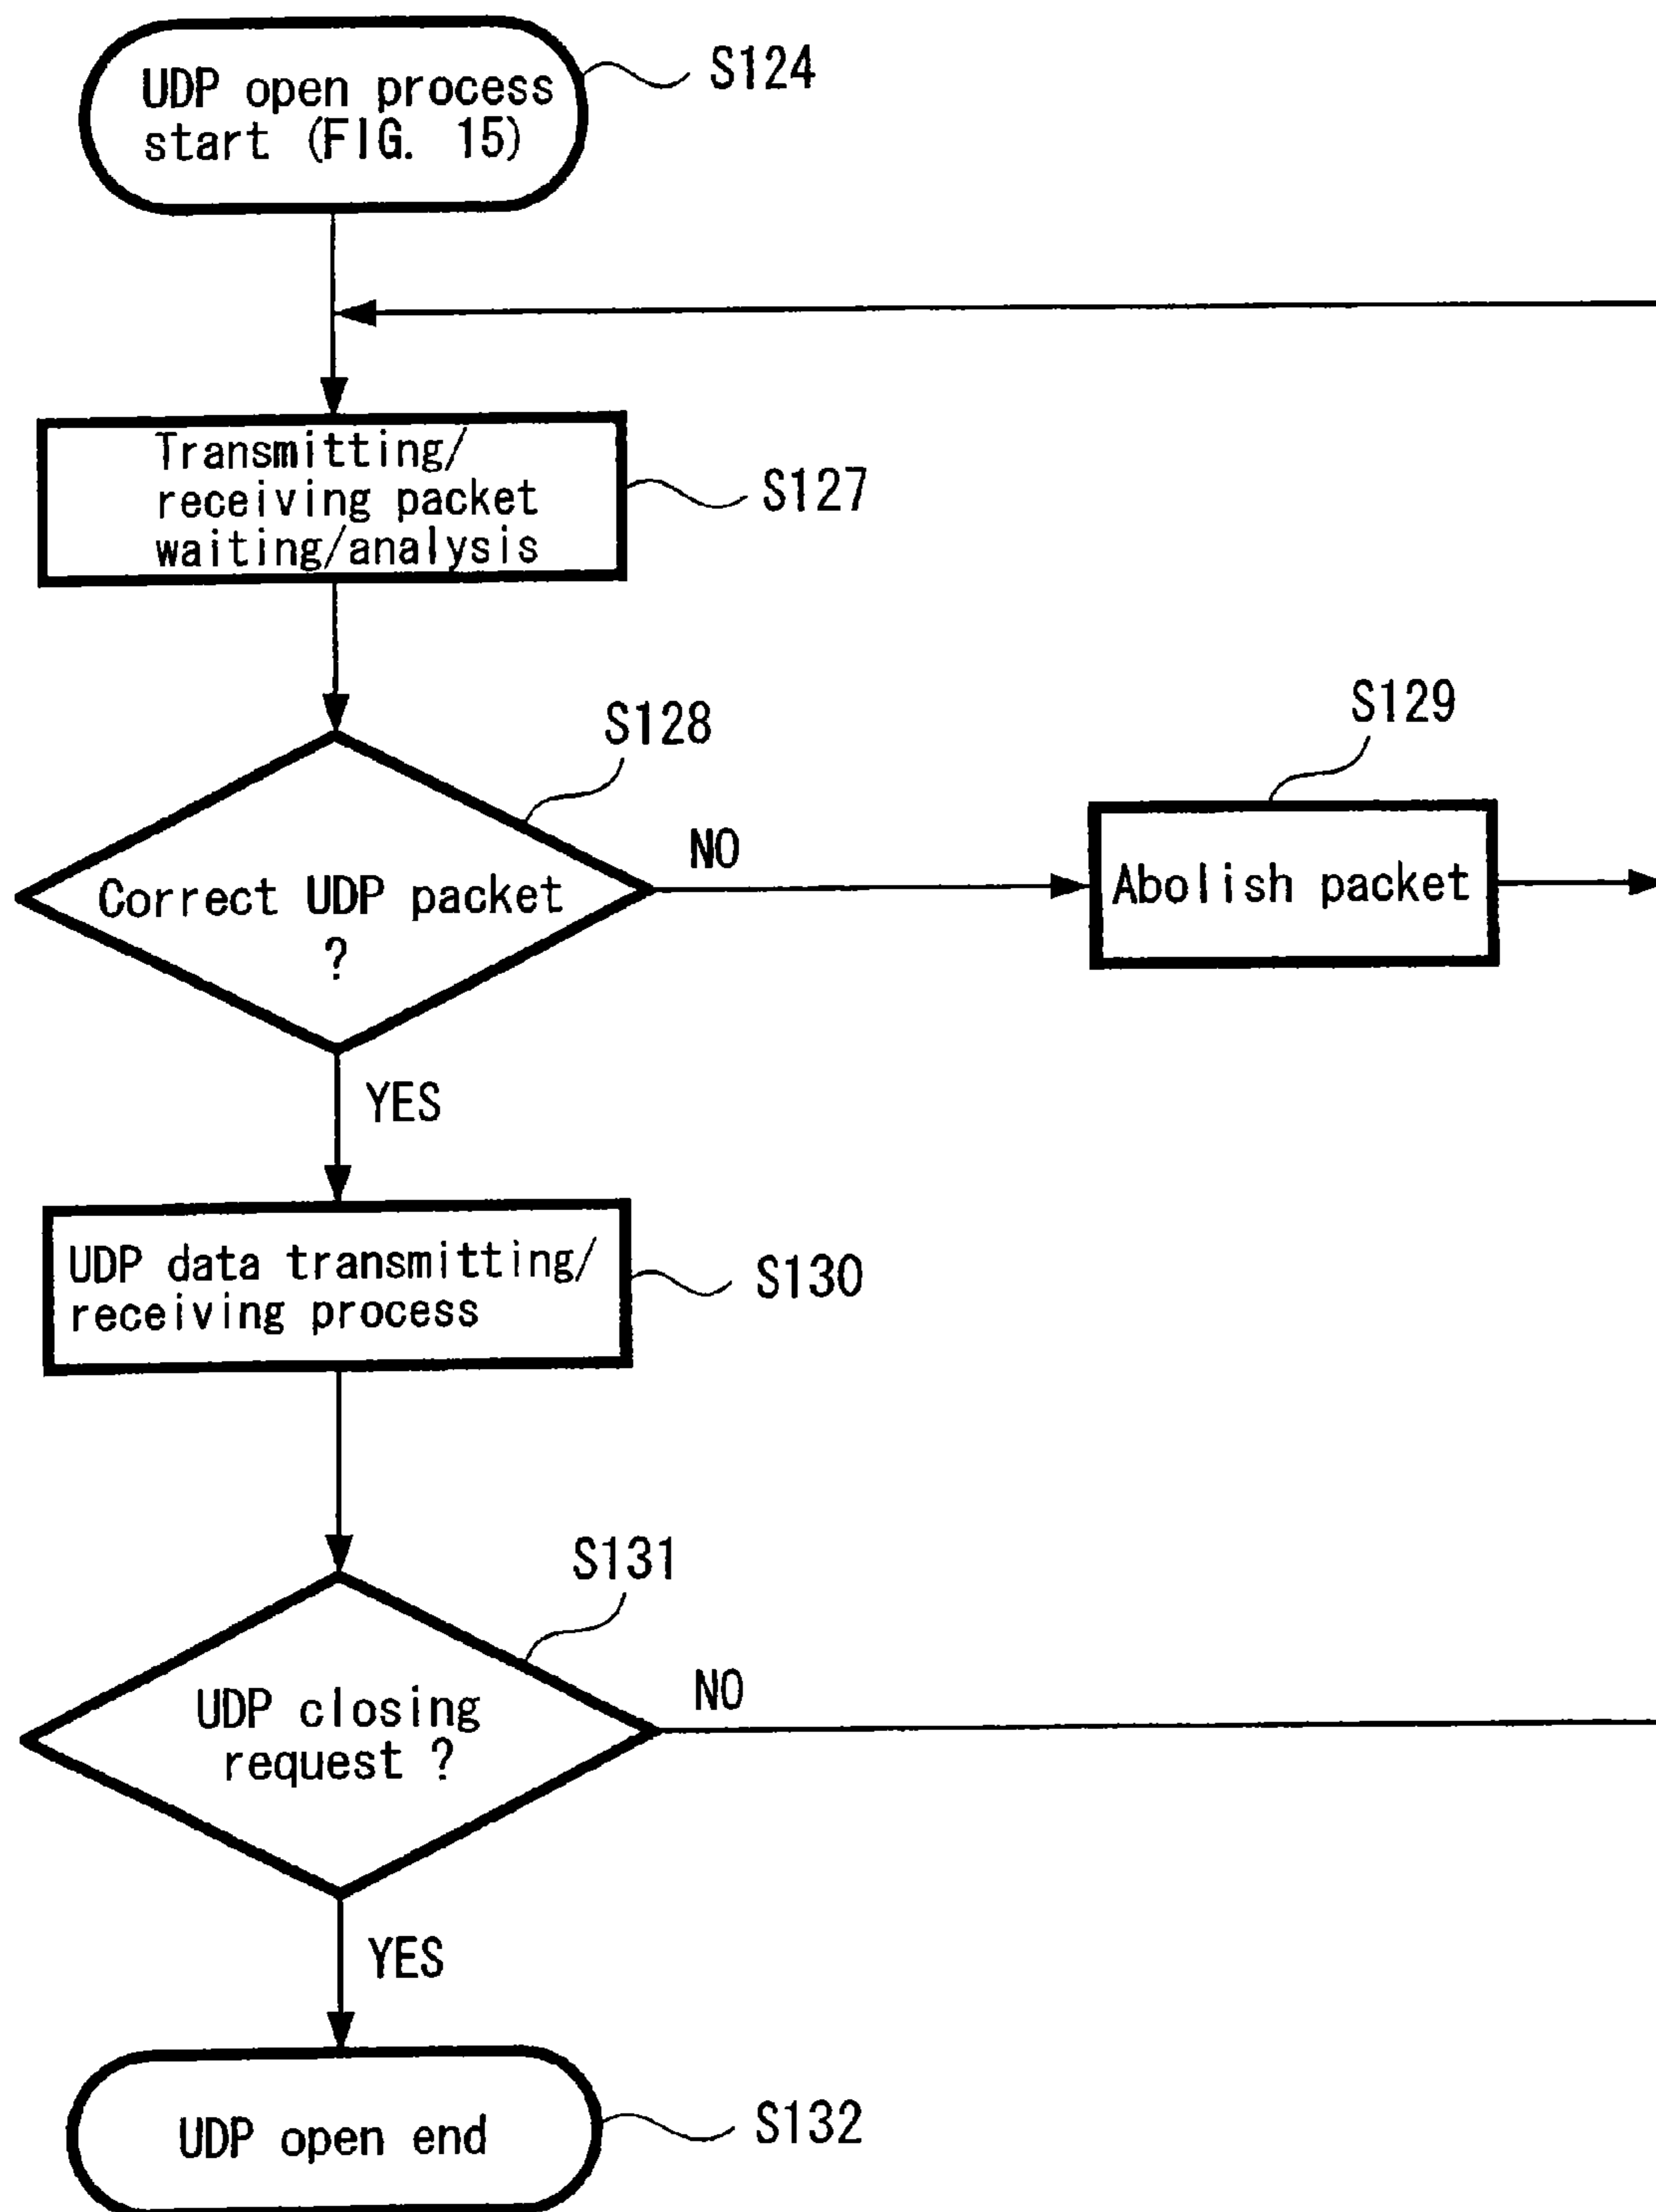 UDP open process
start (FIG. 15)
S124
Transmitting/
receiving packet
waiting/analysis
S127
S128
Correct UDP packet
?
NO
S129
Abolish packet
YES
UDP data transmitting/
receiving process
S130
S131
UDP closing
request ?
NO
YES
UDP open end
S132